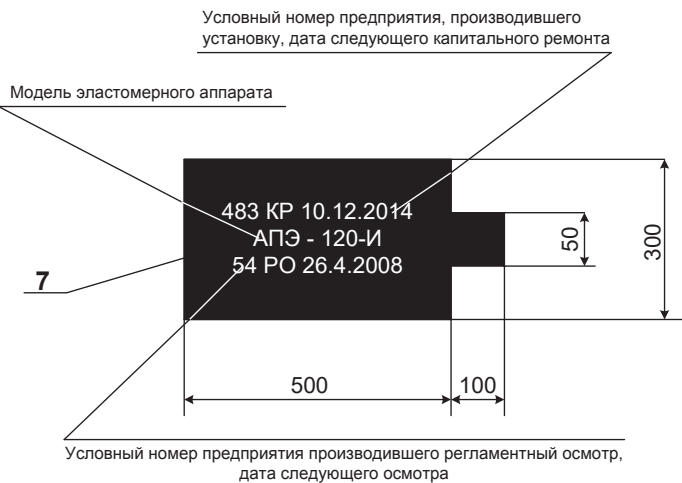 Условный номер предприятия, производившего
установку, дата следующего капитального ремонта
Модель эластомерного аппарата
483 КР 10.12.2014
АПЭ - 120-И
54 РО 26.4.2008
7
50
300
500
100
Условный номер предприятия производившего регламентный осмотр,
дата следующего осмотра